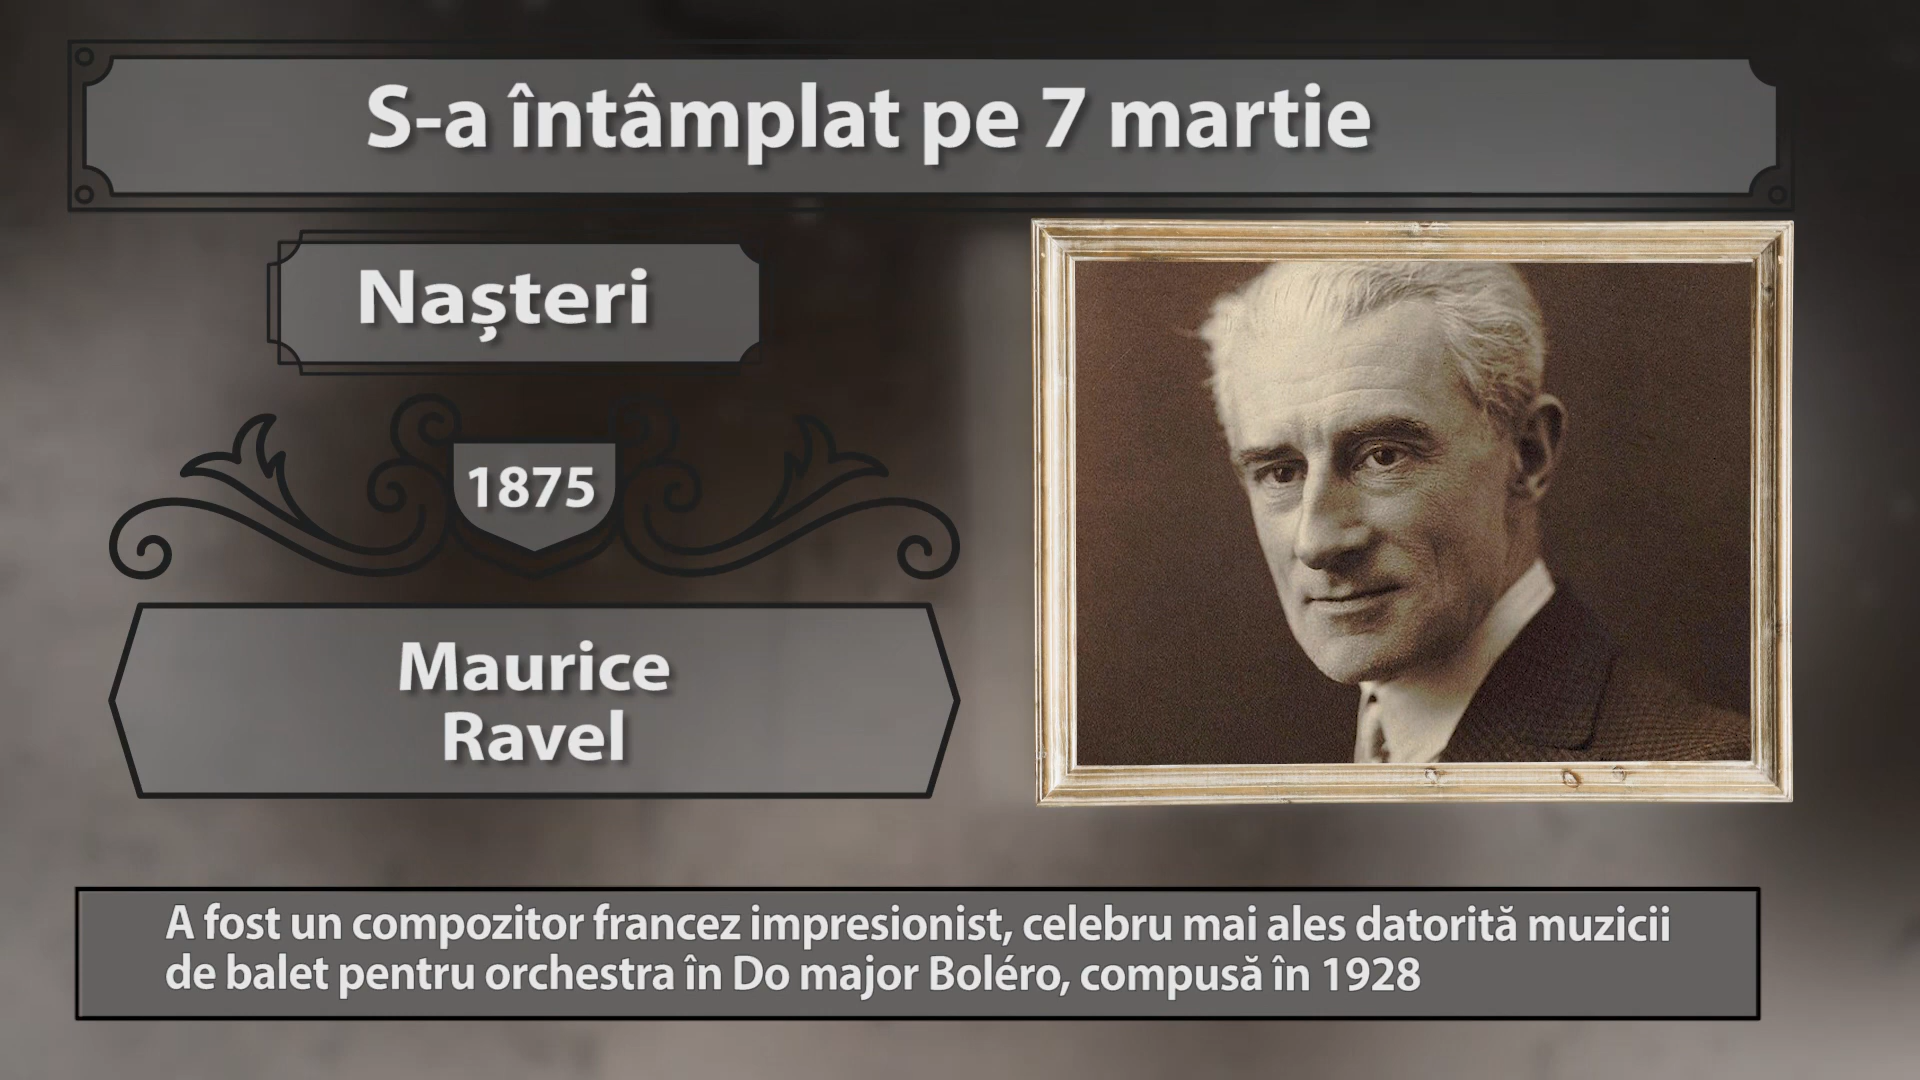 S-a întâmplat pe 7 martie
Nașteri
1875
Maurice
Ravel
A fost un compozitor francez impresionist, celebru mai ales datorită muzicii
de balet pentru orchestra în Do major Boléro, compusă în 1928